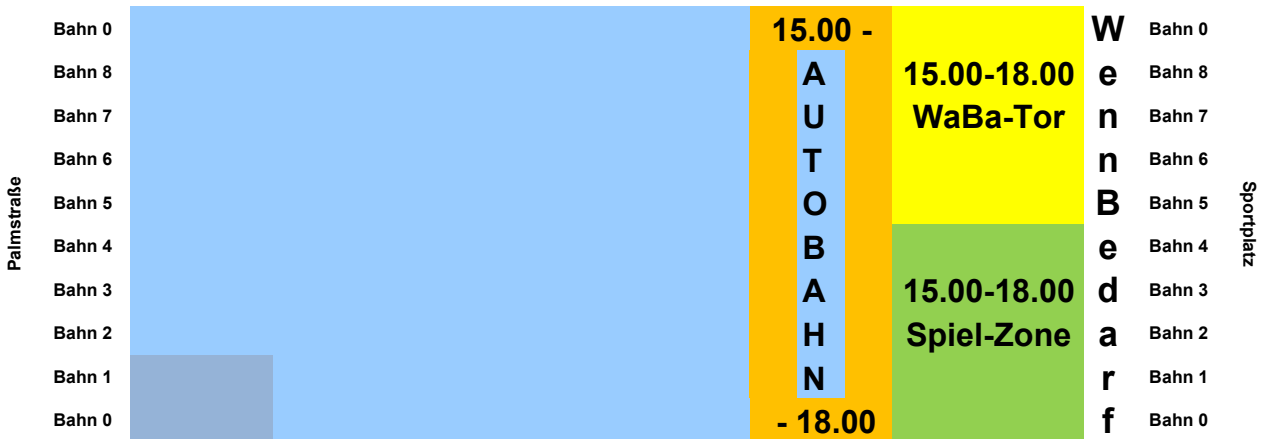 Palmstraße
Bahn 0
Bahn 8
Bahn 7
Bahn 6
Bahn 5
Bahn 4
Bahn 3
Bahn 2
Bahn 1
Bahn 0
15.00 -
AUTOBAHN
- 18.00
15.00-18.00
WaBa-Tor
15.00-18.00
Spiel-Zone
WennBedarf
Bahn 0
Bahn 8
Bahn 7
Bahn 6
Bahn 5
Bahn 4
Bahn 3
Bahn 2
Bahn 1
Bahn 0
Sportplatz